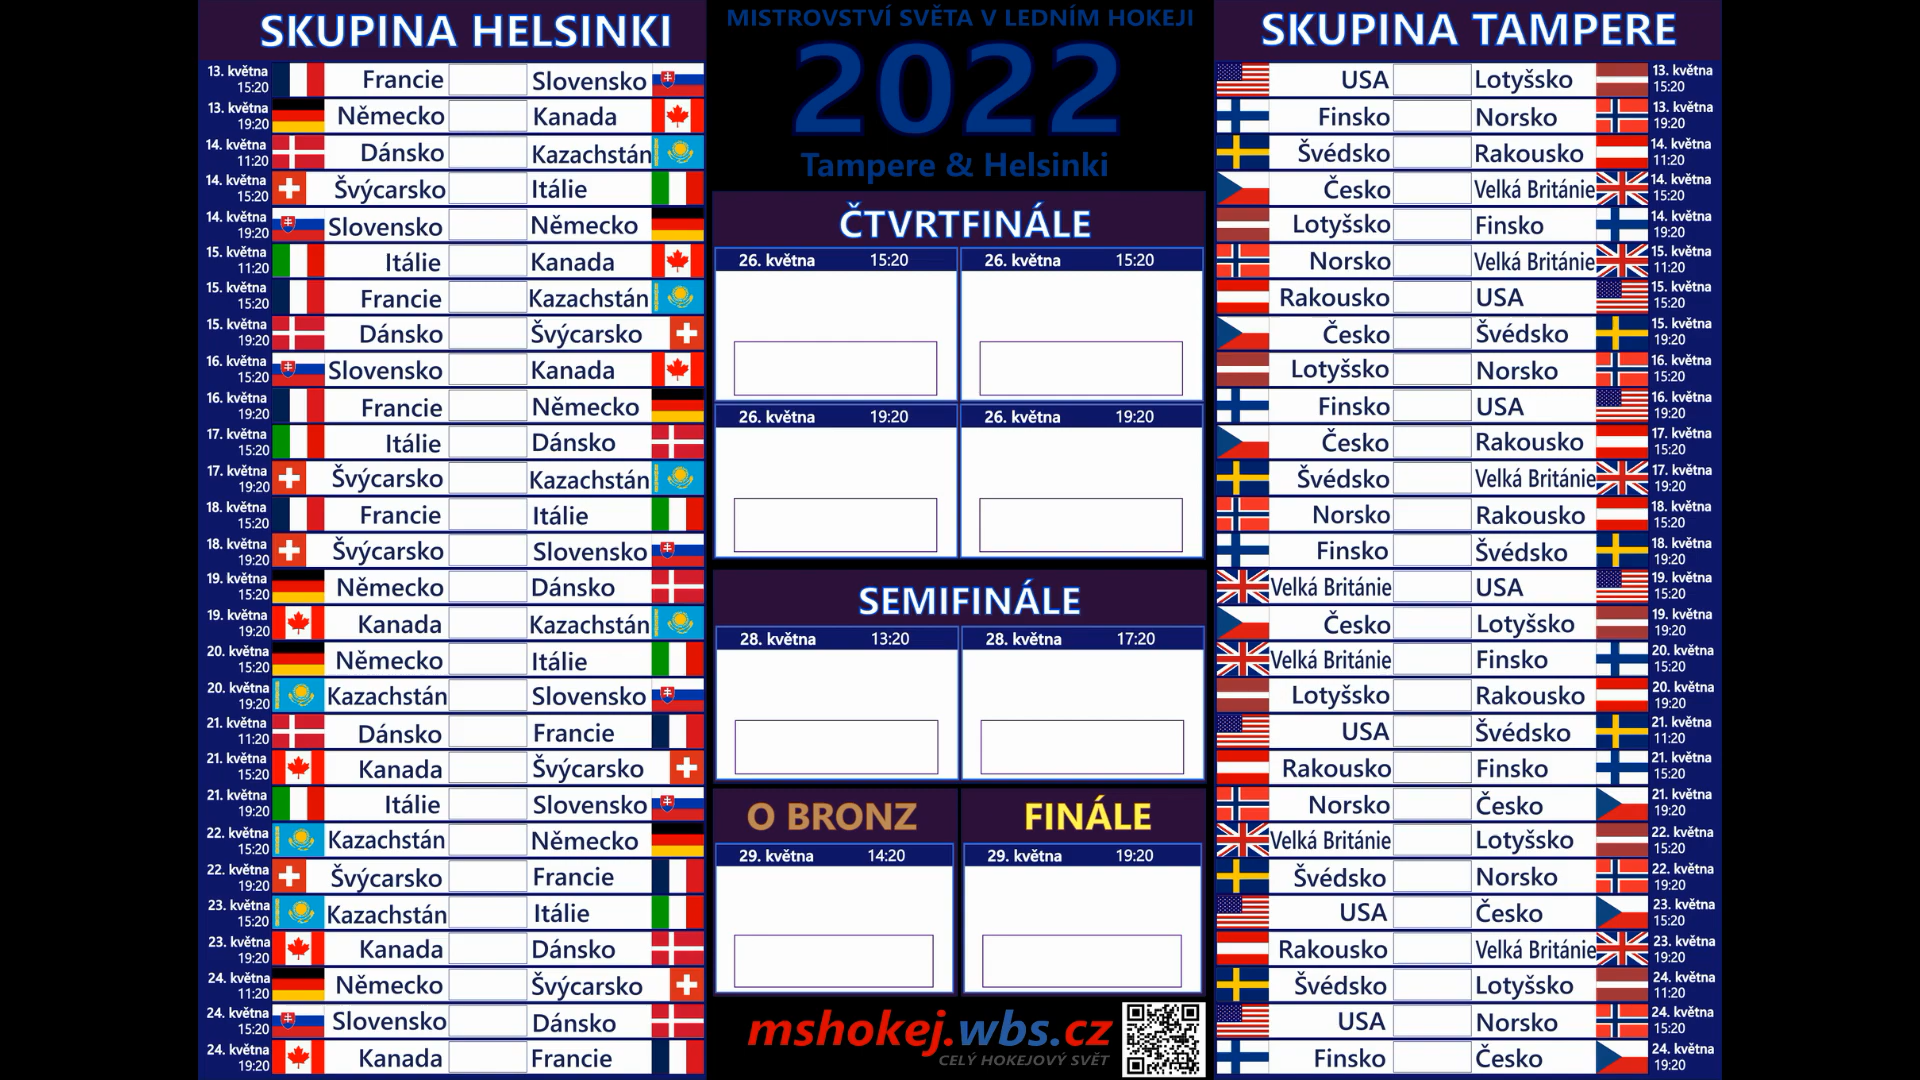 SKUPINA HELSINKI
13. května 15:20 Francie Slovensko
13. května 19:20 Německo Kanada
14. května 11:20 Dánsko Kazachstán
14. května 15:20 Švýcarsko Itálie
14. května 19:20 Slovensko Německo
15. května 11:20 Itálie Kanada
15. května 15:20 Francie Kazachstán
15. května 19:20 Dánsko Švýcarsko
16. května 15:20 Slovensko Kanada
16. května 19:20 Francie Německo
17. května 15:20 Itálie Dánsko
17. května 19:20 Švýcarsko Kazachstán
18. května 15:20 Francie Itálie
18. května 19:20 Švýcarsko Slovensko
19. května 15:20 Německo Dánsko
19. května 19:20 Kanada Kazachstán
20. května 15:20 Německo Itálie
20. května 19:20 Kazachstán Slovensko
21. května 11:20 Dánsko Francie
21. května 15:20 Kanada Švýcarsko
21. května 19:20 Itálie Slovensko
22. května 15:20 Kazachstán Německo
22. května 19:20 Švýcarsko Francie
23. května 15:20 Kazachstán Itálie
23. května 19:20 Kanada Dánsko
24. května 11:20 Německo Švýcarsko
24. května 15:20 Slovensko Dánsko
24. května 19:20 Kanada Francie
MISTROVSTVÍ SVĚTA V LEDNÍM HOKEJI
2022
Tampere & Helsinki
ČTVRTFINÁLE
26. května 15:20 26. května 15:20
26. května 19:20 26. května 19:20
SEMIFINÁLE
28. května 13:20 28. května 17:20
O BRONZ FINÁLE
29. května 14:20 29. května 19:20
mshokej.wbs.cz
CELÝ HOKEJOVÝ SVĚT
SKUPINA TAMPERE
USA Lotyšsko 13. května 15:20
Finsko Norsko 13. května 19:20
Švédsko Rakousko 14. května 11:20
Česko Velká Británie 14. května 15:20
Lotyšsko Finsko 14. května 19:20
Norsko Velká Británie 15. května 11:20
Rakousko USA 15. května 15:20
Česko Švédsko 15. května 19:20
Lotyšsko Norsko 16. května 15:20
Finsko USA 16. května 19:20
Česko Rakousko 17. května 15:20
Švédsko Velká Británie 17. května 19:20
Norsko Rakousko 18. května 15:20
Finsko Švédsko 18. května 19:20
Velká Británie USA 19. května 15:20
Česko Lotyšsko 19. května 19:20
Velká Británie Finsko 20. května 15:20
Lotyšsko Rakousko 20. května 19:20
USA Švédsko 21. května 11:20
Rakousko Finsko 21. května 15:20
Norsko Česko 21. května 19:20
Velká Británie Lotyšsko 22. května 15:20
Švédsko Norsko 22. května 19:20
USA Česko 23. května 15:20
Rakousko Velká Británie 23. května 19:20
Švédsko Lotyšsko 24. května 11:20
USA Norsko 24. května 15:20
Finsko Česko 24. května 19:20